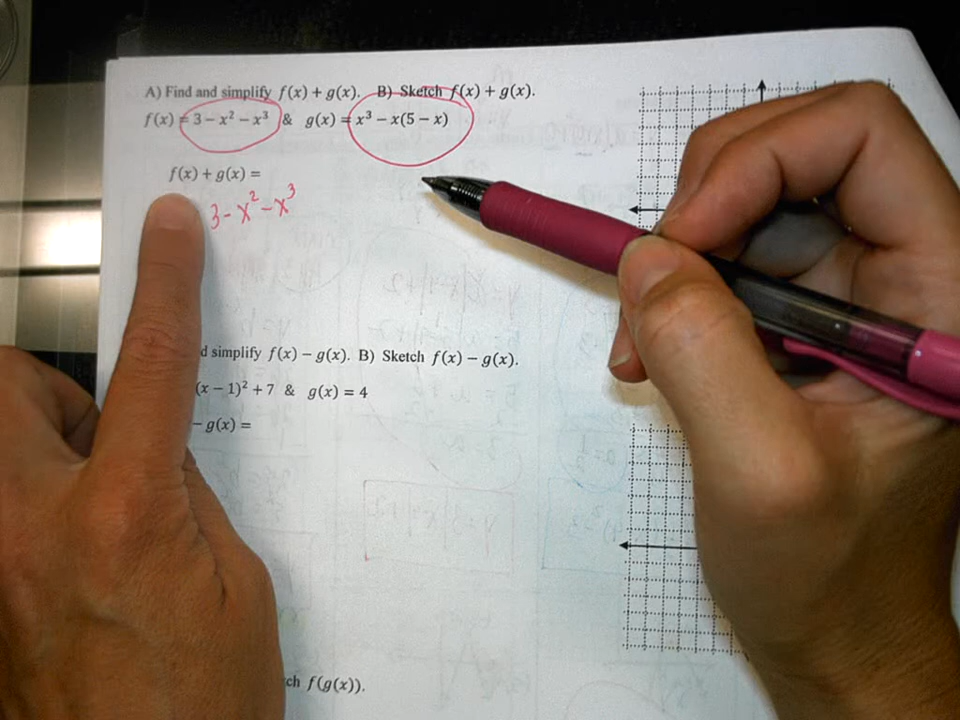 A) Find and simplify f(x) + g(x). B) Sketch f(x) + g(x).
f(x) = 3 − x² − x³ & g(x) = x³ − x(5 − x)
f(x) + g(x) =
3 - x² - x³
d simplify f(x) − g(x). B) Sketch f(x) − g(x).
(x − 1)² + 7 & g(x) = 4
− g(x) =
ch f(g(x)).